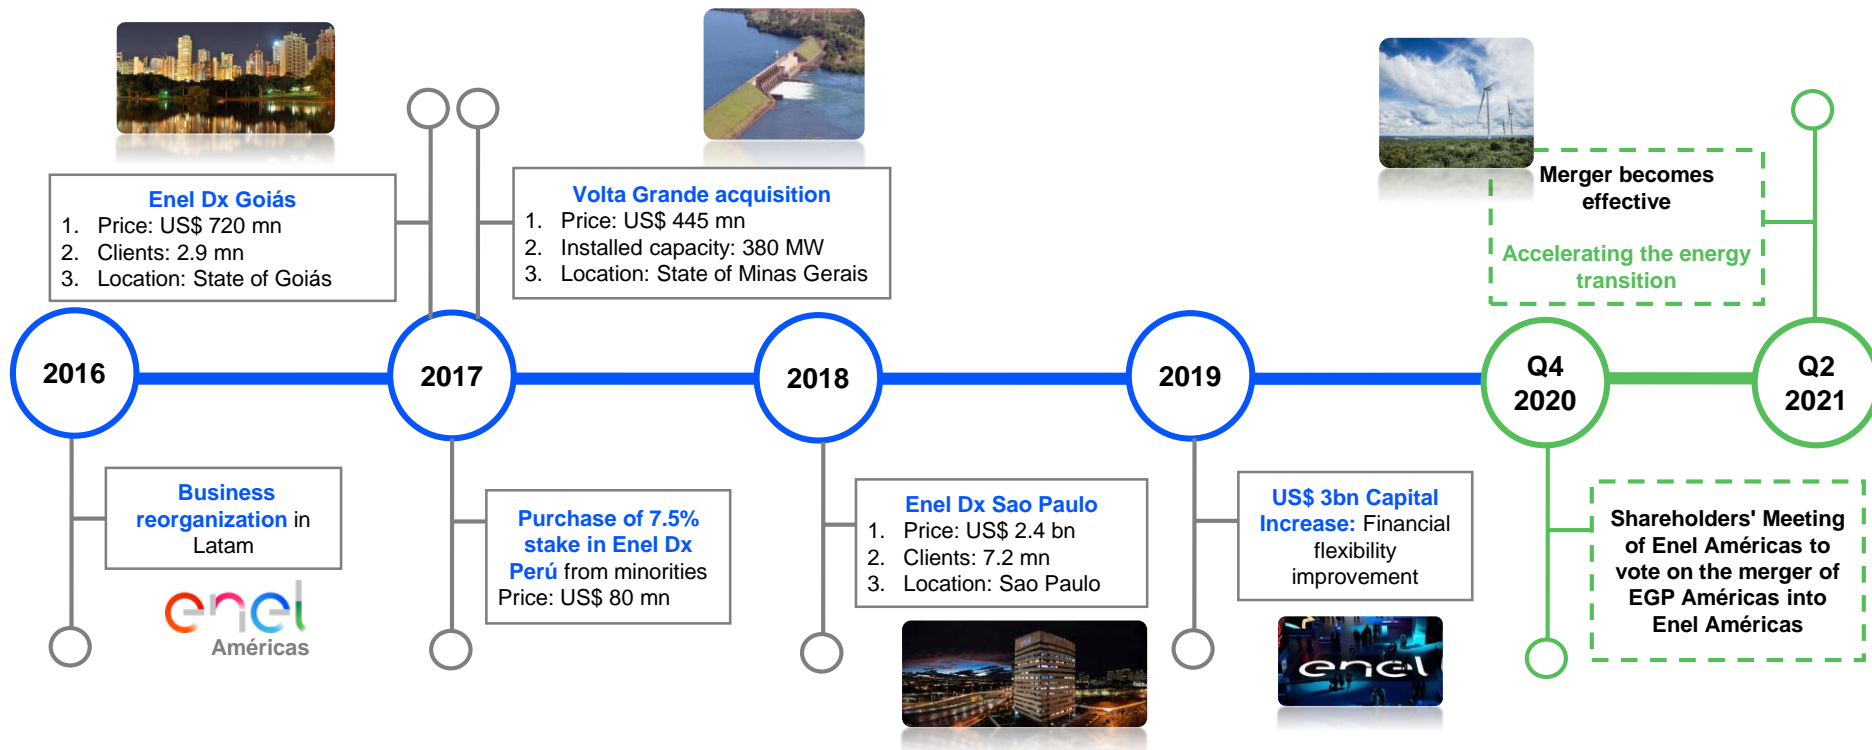 Enel Dx Goiás
1. Price: US$ 720 mn
2. Clients: 2.9 mn
3. Location: State of Goiás
Volta Grande acquisition
1. Price: US$ 445 mn
2. Installed capacity: 380 MW
3. Location: State of Minas Gerais
Merger becomes
effective
Accelerating the energy
transition
2016
2017
2018
2019
Q4
2020
Q2
2021
Business
reorganization in
Latam
enel
Américas
Purchase of 7.5%
stake in Enel Dx
Perú from minorities
Price: US$ 80 mn
Enel Dx Sao Paulo
1. Price: US$ 2.4 bn
2. Clients: 7.2 mn
3. Location: Sao Paulo
US$ 3bn Capital
Increase: Financial
flexibility
improvement
enel
Shareholders' Meeting
of Enel Américas to
vote on the merger of
EGP Américas into
Enel Américas